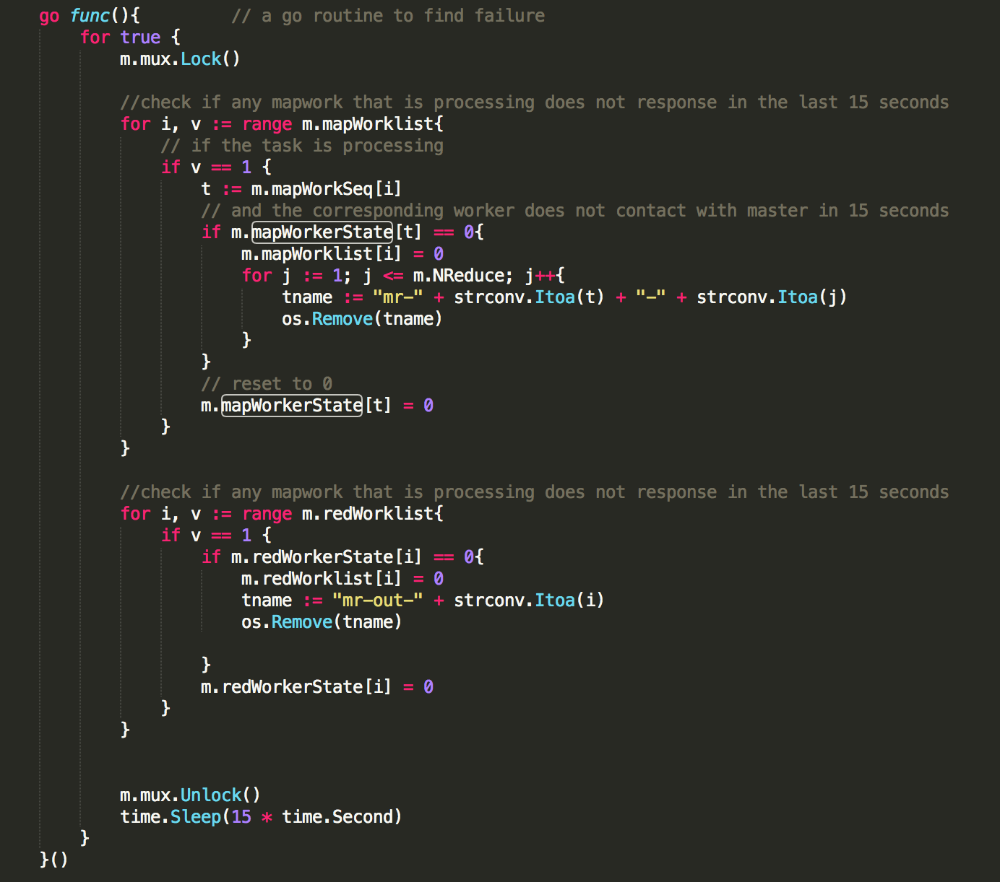 go func(){         // a go routine to find failure
    for true {
        m.mux.Lock()

        //check if any mapwork that is processing does not response in the last 15 seconds
        for i, v := range m.mapWorklist{
            // if the task is processing
            if v == 1 {
                t := m.mapWorkSeq[i]
                // and the corresponding worker does not contact with master in 15 seconds
                if m.mapWorkerState[t] == 0{
                    m.mapWorklist[i] = 0
                    for j := 1; j <= m.NReduce; j++{
                        tname := "mr-" + strconv.Itoa(t) + "-" + strconv.Itoa(j)
                        os.Remove(tname)
                    }
                }
                // reset to 0
                m.mapWorkerState[t] = 0
            }
        }

        //check if any mapwork that is processing does not response in the last 15 seconds
        for i, v := range m.redWorklist{
            if v == 1 {
                if m.redWorkerState[i] == 0{
                    m.redWorklist[i] = 0
                    tname := "mr-out-" + strconv.Itoa(i)
                    os.Remove(tname)

                }
                m.redWorkerState[i] = 0
            }
        }


        m.mux.Unlock()
        time.Sleep(15 * time.Second)
    }
}()